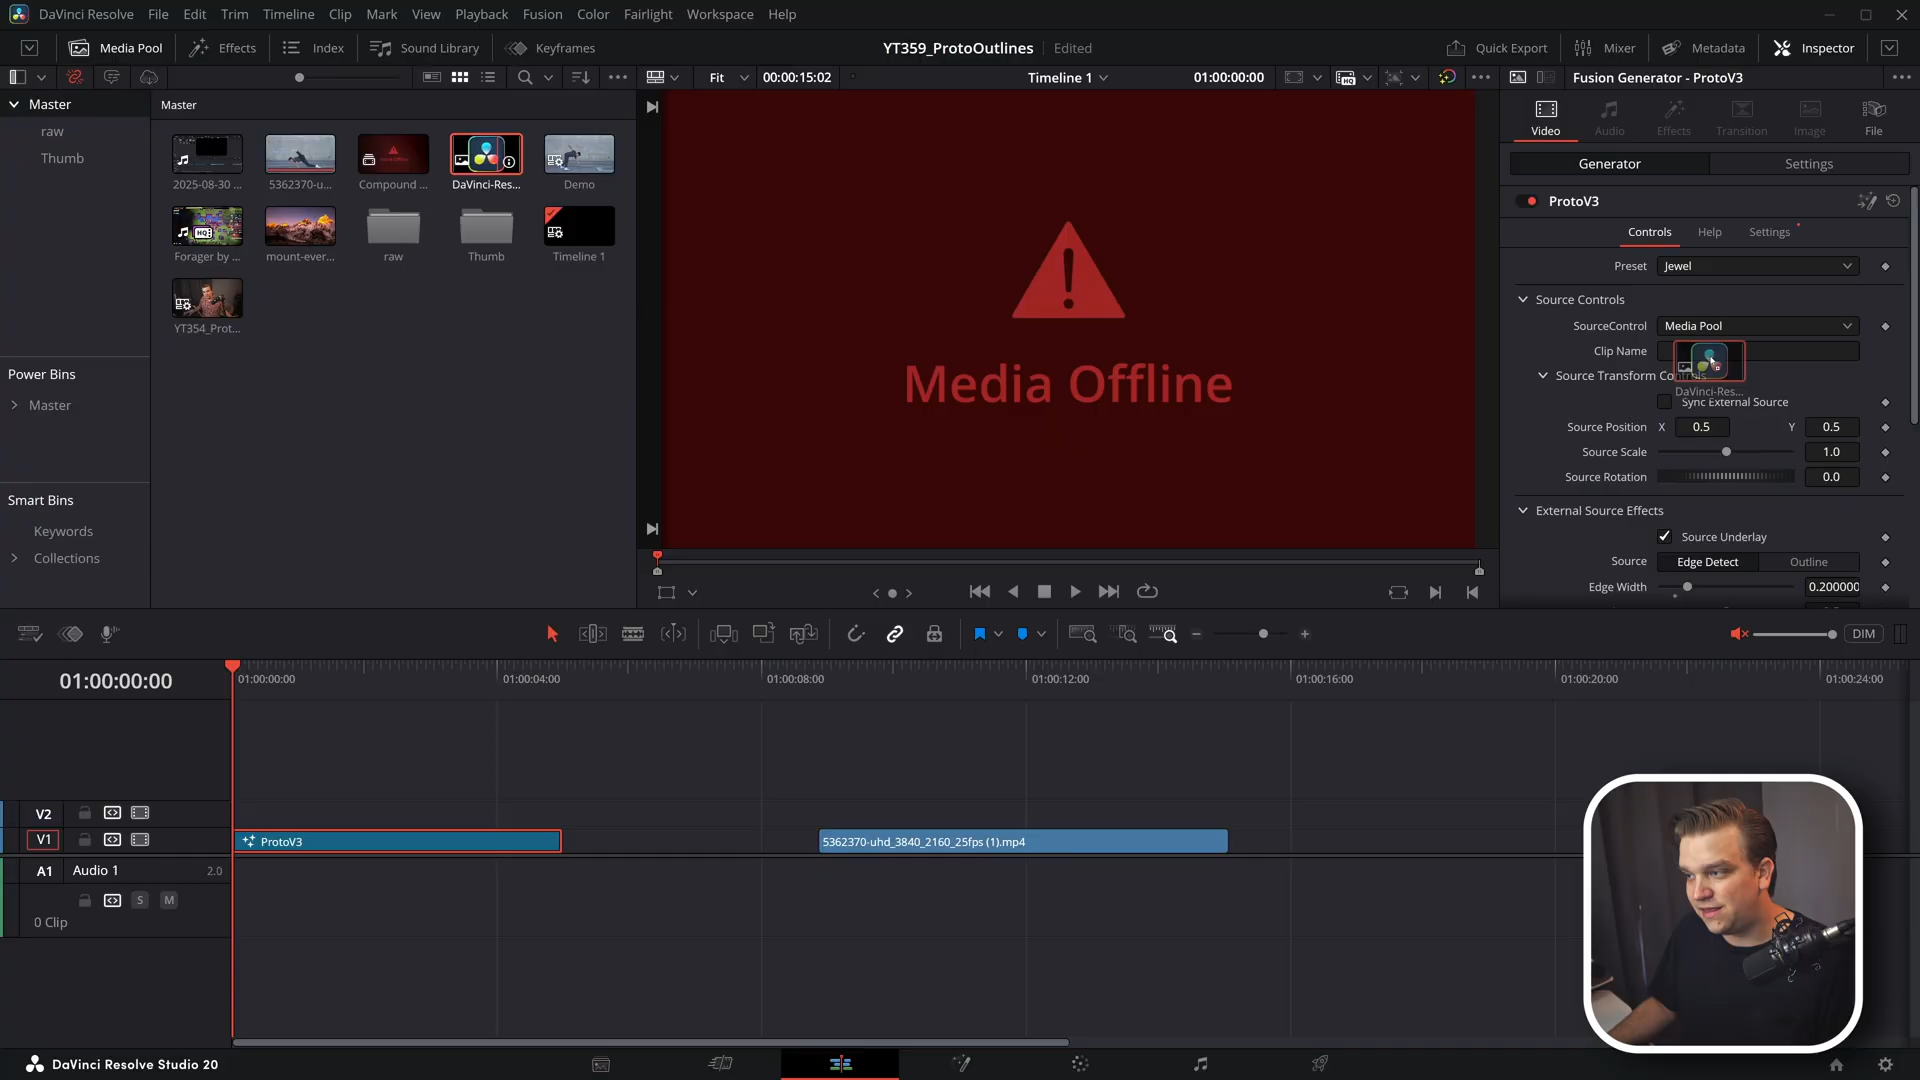 DaVinci Resolve File Edit Trim Timeline Clip Mark View Playback Fusion Color Fairlight Workspace Help
Media Pool Effects Index Sound Library Keyframes YT359_ProtoOutlines Edited Quick Export Mixer Metadata Inspector
Fit 00:00:15:02 Timeline 1 01:00:00:00 Fusion Generator - ProtoV3
Master
raw
Thumb
Master
2025-08-30 ...
5362370-u...
Compound ...
DaVinci-Res...
Demo
HQ
Forager by ...
mount-ever...
raw
Thumb
Timeline 1
YT354_Prot...
Power Bins
Master
Smart Bins
Keywords
Collections
Media Offline
Video Audio Effects Transition Image File
Generator Settings
ProtoV3
Controls Help Settings
Preset Jewel
Source Controls
SourceControl Media Pool
Clip Name
Source Transform Co
DaVinci-Res...
Sync External Source
Source Position X 0.5 Y 0.5
Source Scale 1.0
Source Rotation 0.0
External Source Effects
Source Underlay
Source Edge Detect Outline
Edge Width 0.200000
DIM
01:00:00:00
01:00:00:00 01:00:04:00 01:00:08:00 01:00:12:00 01:00:16:00 01:00:20:00 01:00:24:00
V2
V1 ProtoV3 5362370-uhd_3840_2160_25fps (1).mp4
A1 Audio 1 2.0
S M
0 Clip
DaVinci Resolve Studio 20